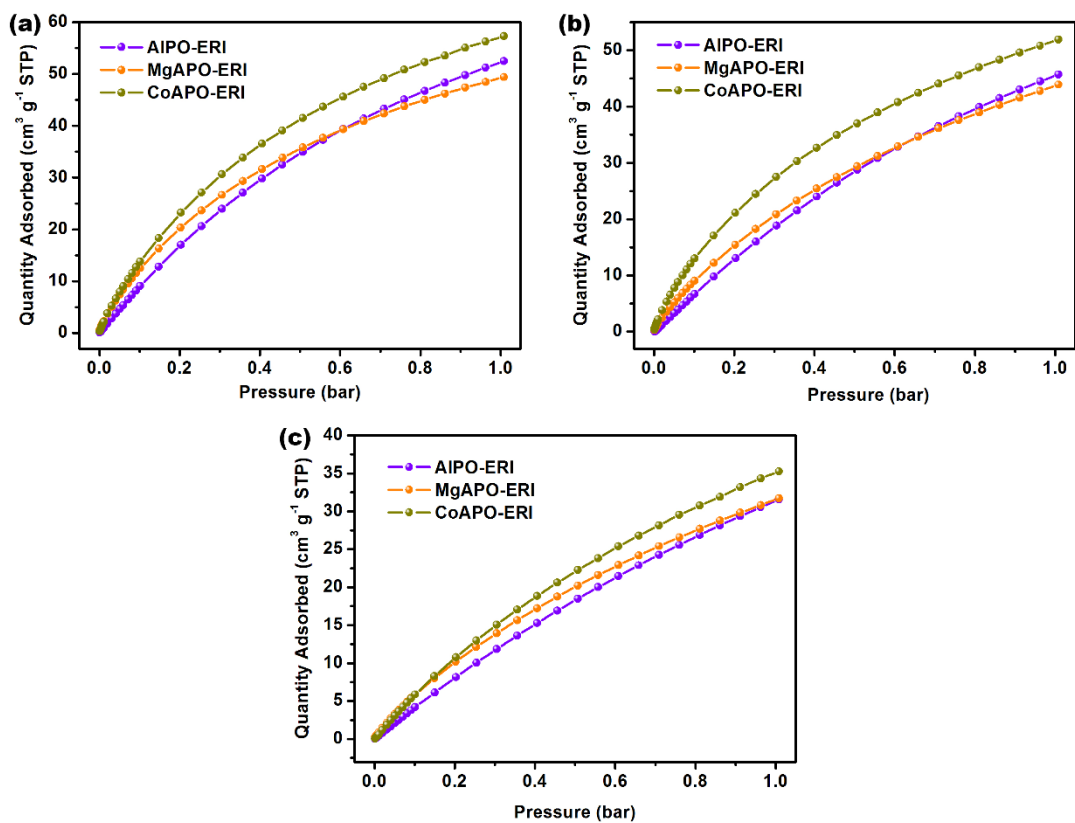 (a)
AlPO-ERI
MgAPO-ERI
CoAPO-ERI
Quantity Adsorbed (cm³ g⁻¹ STP)
60
50
40
30
20
10
0
0.0 0.2 0.4 0.6 0.8 1.0
Pressure (bar)
(b)
AlPO-ERI
MgAPO-ERI
CoAPO-ERI
Quantity Adsorbed (cm³ g⁻¹ STP)
50
40
30
20
10
0
0.0 0.2 0.4 0.6 0.8 1.0
Pressure (bar)
(c)
AlPO-ERI
MgAPO-ERI
CoAPO-ERI
Quantity Adsorbed (cm³ g⁻¹ STP)
40
35
30
25
20
15
10
5
0
0.0 0.2 0.4 0.6 0.8 1.0
Pressure (bar)